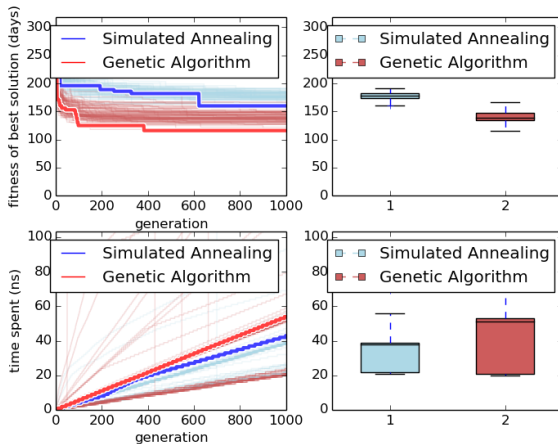 fitness of best solution (days)
300
250
200
150
100
50
0
Simulated Annealing
Genetic Algorithm
0 200 400 600 800 1000
generation
300
250
200
150
100
50
0
Simulated Annealing
Genetic Algorithm
1 2
time spent (ns)
100
80
60
40
20
0
Simulated Annealing
Genetic Algorithm
0 200 400 600 800 1000
generation
100
80
60
40
20
0
Simulated Annealing
Genetic Algorithm
1 2